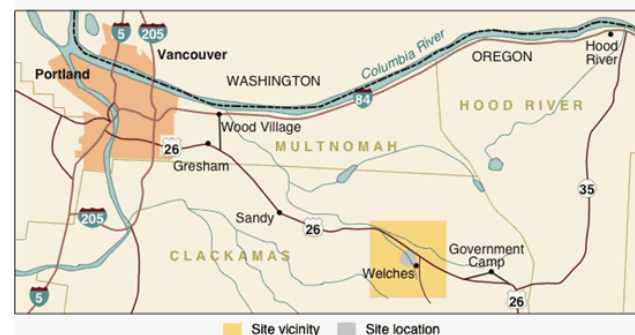 5
205
Vancouver
Portland
WASHINGTON
Columbia River
84
OREGON
Hood
River
Wood Village
HOOD RIVER
26
MULTNOMAH
Gresham
35
205
Sandy
26
CLACKAMAS
Government
Camp
Welches
5
26
Site vicinity
Site location